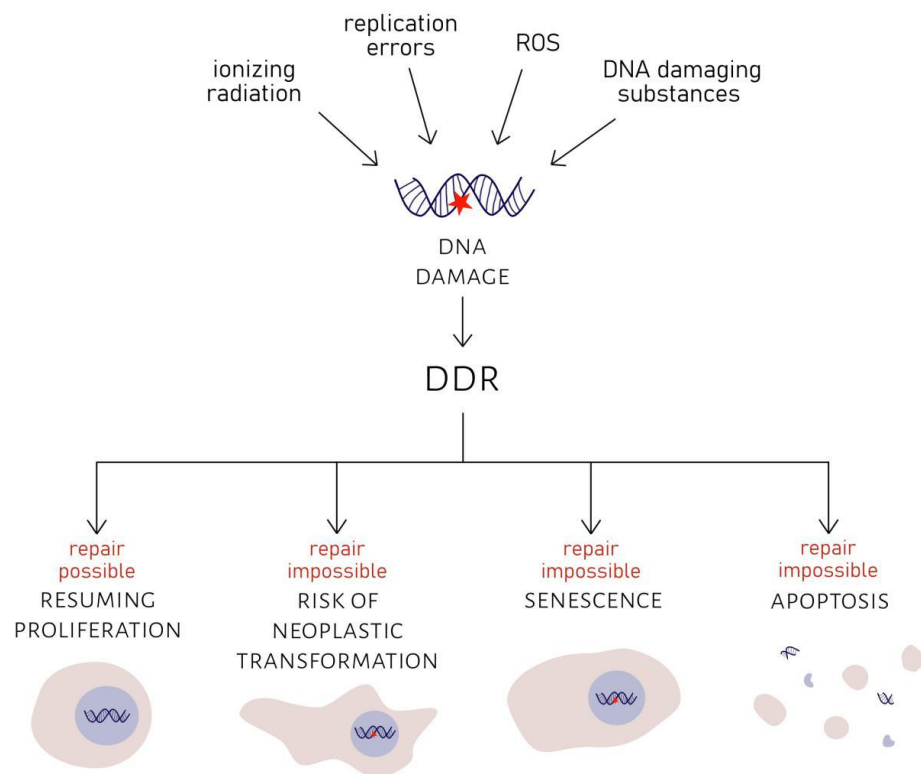 replication
errors
ROS
ionizing
radiation
DNA damaging
substances
DNA
DAMAGE
DDR
repair
possible
RESUMING
PROLIFERATION
repair
impossible
RISK OF
NEOPLASTIC
TRANSFORMATION
repair
impossible
SENESCENCE
repair
impossible
APOPTOSIS